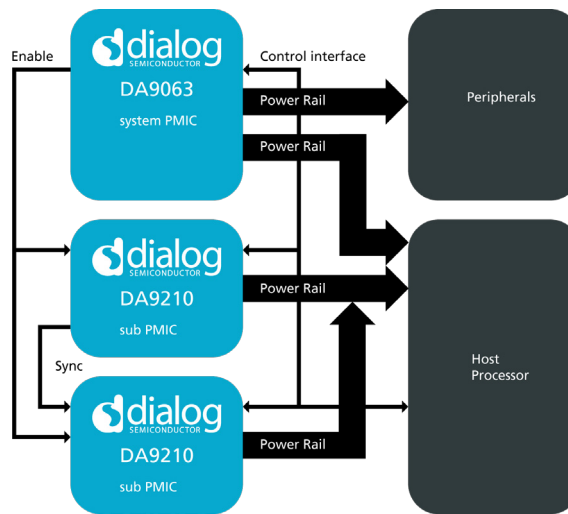 Enable
dialog
SEMICONDUCTOR
DA9063
system PMIC
Control interface
Power Rail
Power Rail
Peripherals
dialog
SEMICONDUCTOR
DA9210
sub PMIC
Power Rail
Sync
Host
Processor
dialog
SEMICONDUCTOR
DA9210
sub PMIC
Power Rail